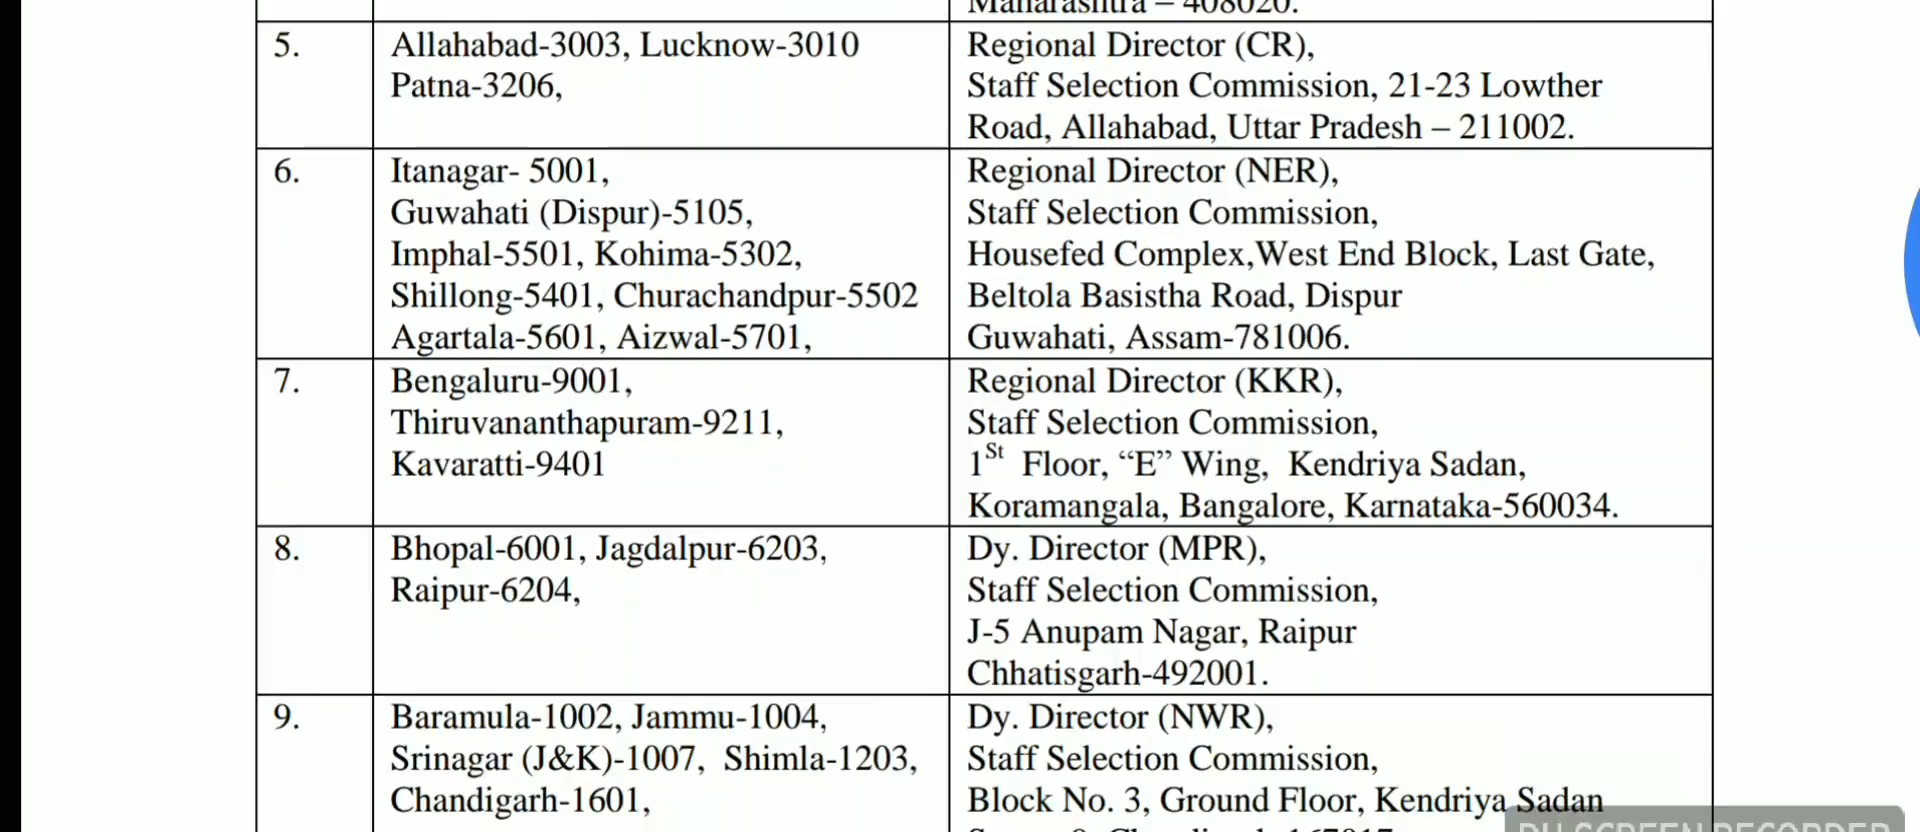 Maharashtra – 408020.
5.
Allahabad-3003, Lucknow-3010
Patna-3206,
Regional Director (CR),
Staff Selection Commission, 21-23 Lowther
Road, Allahabad, Uttar Pradesh – 211002.
6.
Itanagar- 5001,
Guwahati (Dispur)-5105,
Imphal-5501, Kohima-5302,
Shillong-5401, Churachandpur-5502
Agartala-5601, Aizwal-5701,
Regional Director (NER),
Staff Selection Commission,
Housefed Complex,West End Block, Last Gate,
Beltola Basistha Road, Dispur
Guwahati, Assam-781006.
7.
Bengaluru-9001,
Thiruvananthapuram-9211,
Kavaratti-9401
Regional Director (KKR),
Staff Selection Commission,
1St Floor, “E” Wing, Kendriya Sadan,
Koramangala, Bangalore, Karnataka-560034.
8.
Bhopal-6001, Jagdalpur-6203,
Raipur-6204,
Dy. Director (MPR),
Staff Selection Commission,
J-5 Anupam Nagar, Raipur
Chhatisgarh-492001.
9.
Baramula-1002, Jammu-1004,
Srinagar (J&K)-1007, Shimla-1203,
Chandigarh-1601,
Dy. Director (NWR),
Staff Selection Commission,
Block No. 3, Ground Floor, Kendriya Sadan
DU SCREEN RECORDER